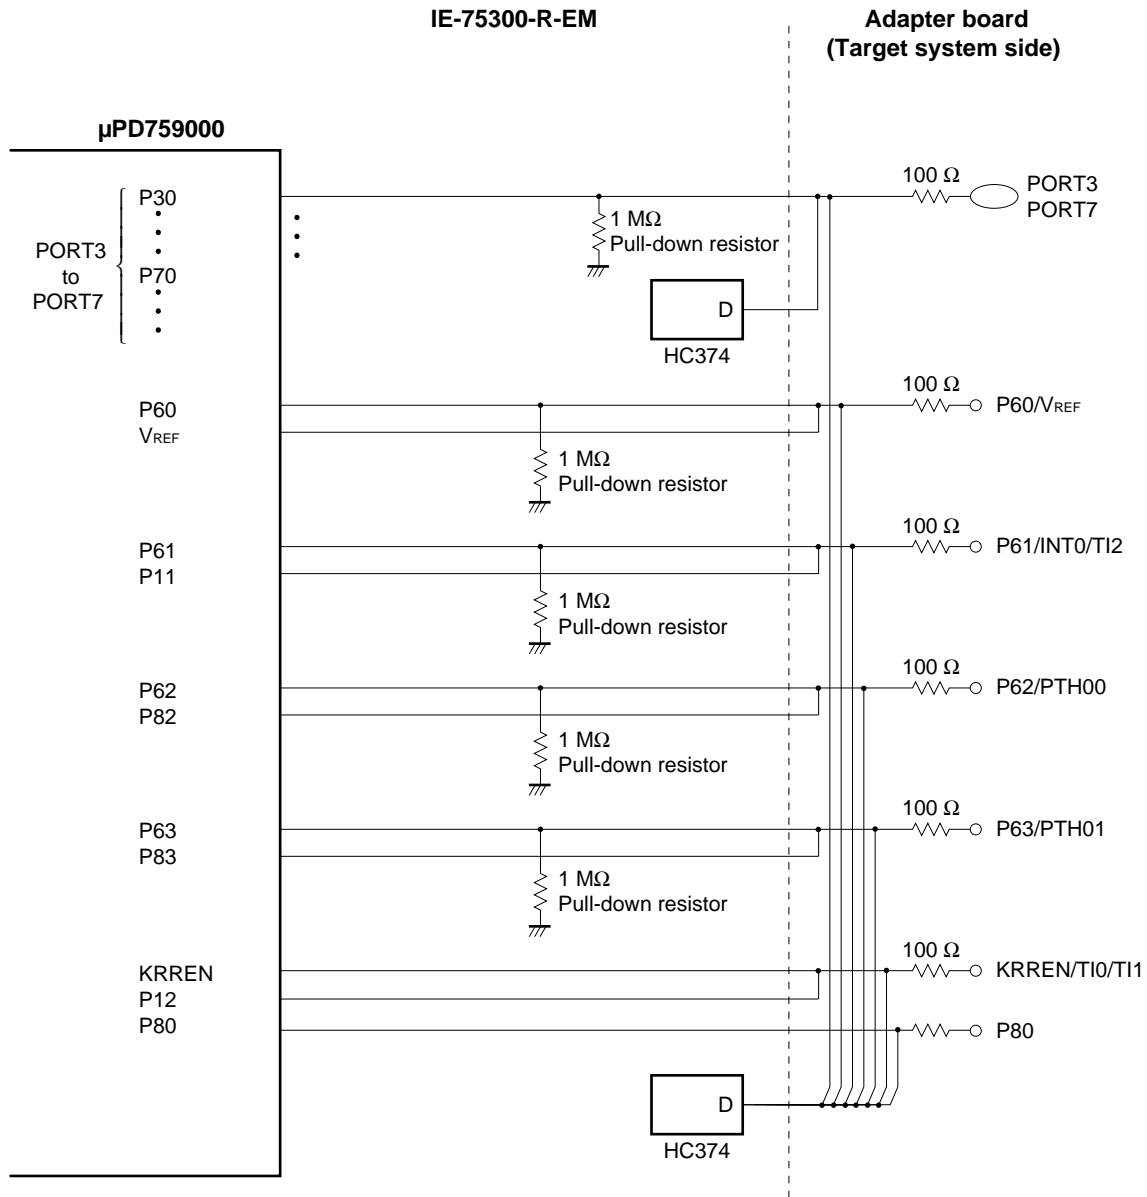 IE-75300-R-EM
Adapter board
(Target system side)
µPD759000
P30
P70
PORT3
to
PORT7
1 MΩ
Pull-down resistor
D
HC374
100 Ω
PORT3
PORT7
P60
VREF
1 MΩ
Pull-down resistor
100 Ω
P60/VREF
P61
P11
1 MΩ
Pull-down resistor
100 Ω
P61/INT0/TI2
P62
P82
1 MΩ
Pull-down resistor
100 Ω
P62/PTH00
P63
P83
1 MΩ
Pull-down resistor
100 Ω
P63/PTH01
KRREN
P12
P80
100 Ω
KRREN/TI0/TI1
P80
D
HC374